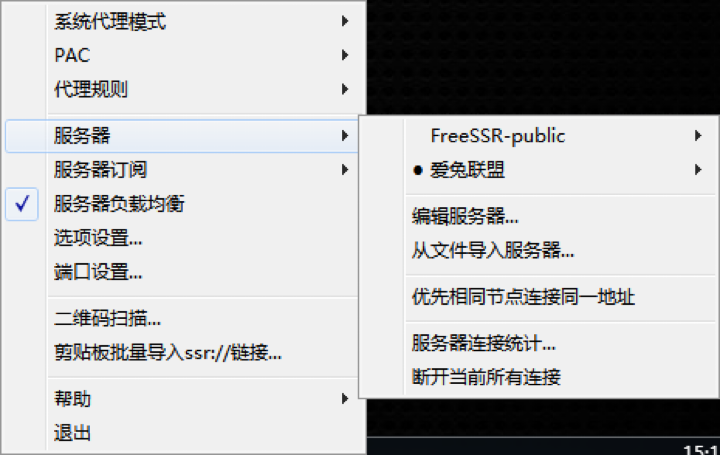 系统代理模式
PAC
代理规则
服务器
服务器订阅
服务器负载均衡
选项设置...
端口设置...
二维码扫描...
剪贴板批量导入ssr://链接...
帮助
退出
FreeSSR-public
爱兔联盟
编辑服务器...
从文件导入服务器...
优先相同节点连接同一地址
服务器连接统计...
断开当前所有连接